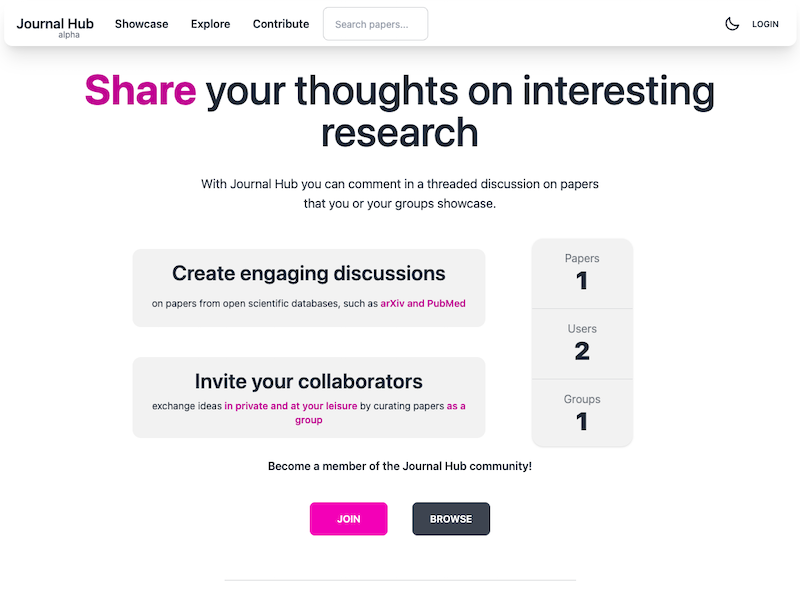 Journal Hub
alpha
Showcase
Explore
Contribute
Search papers...
LOGIN
Share your thoughts on interesting
research
With Journal Hub you can comment in a threaded discussion on papers
that you or your groups showcase.
Create engaging discussions
on papers from open scientific databases, such as arXiv and PubMed
Invite your collaborators
exchange ideas in private and at your leisure by curating papers as a
group
Papers
1
Users
2
Groups
1
Become a member of the Journal Hub community!
JOIN
BROWSE